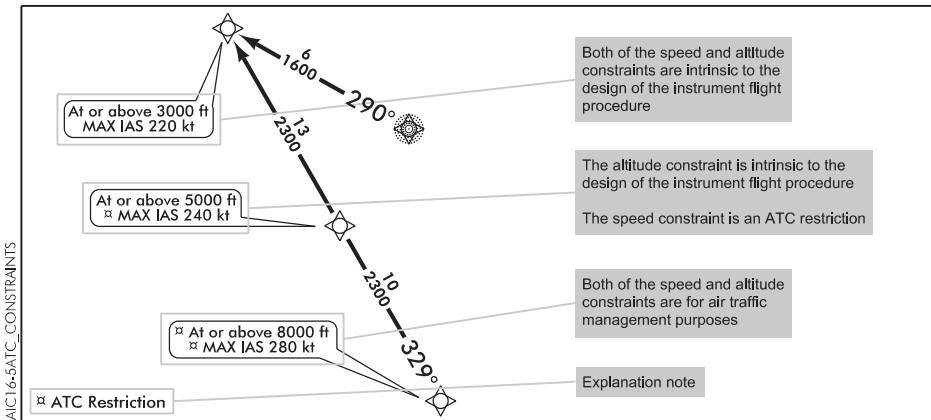 6
1600
290°
Both of the speed and altitude
constraints are intrinsic to the
design of the instrument flight
procedure
At or above 3000 ft
MAX IAS 220 kt
13
2300
The altitude constraint is intrinsic to the
design of the instrument flight procedure
The speed constraint is an ATC restriction
At or above 5000 ft
¤ MAX IAS 240 kt
10
2300
Both of the speed and altitude
constraints are for air traffic
management purposes
¤ At or above 8000 ft
¤ MAX IAS 280 kt
329°
Explanation note
¤ ATC Restriction
AIC16-5ATC_CONSTRAINTS